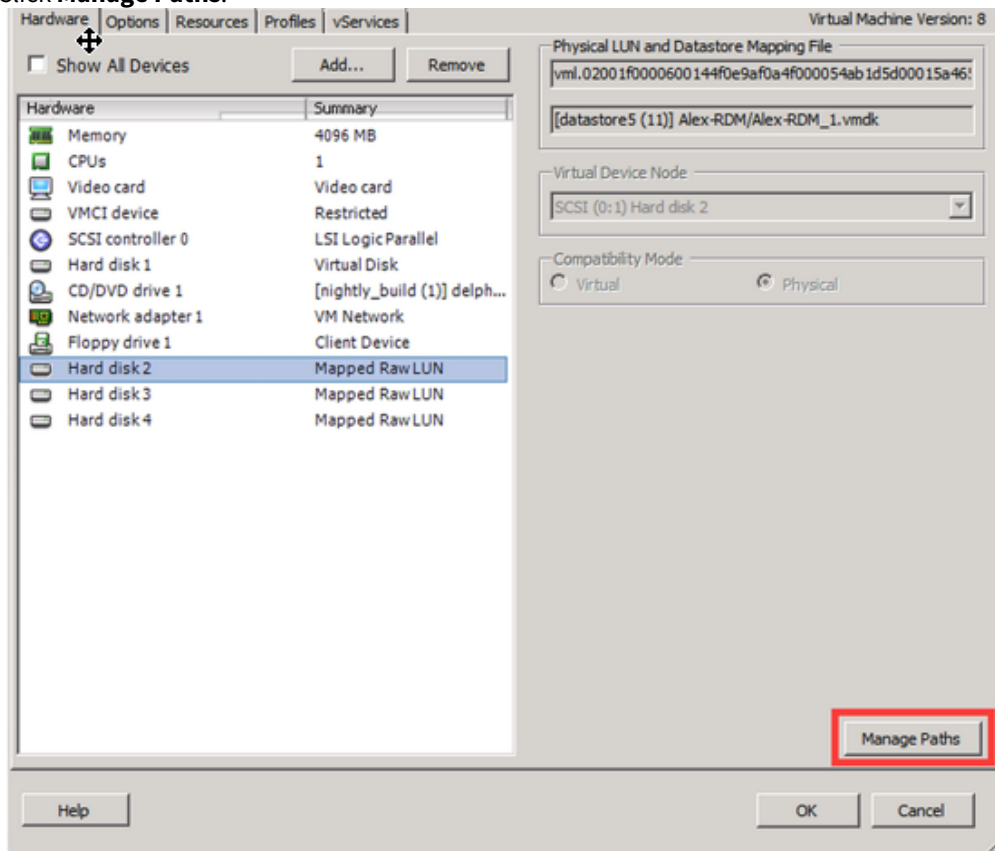 Click Manage Paths.
Hardware Options Resources Profiles vServices Virtual Machine Version: 8
Show All Devices Add... Remove
Hardware Summary
Memory 4096 MB
CPUs 1
Video card Video card
VMCI device Restricted
SCSI controller 0 LSI Logic Parallel
Hard disk 1 Virtual Disk
CD/DVD drive 1 [nightly_build (1)] delph...
Network adapter 1 VM Network
Floppy drive 1 Client Device
Hard disk 2 Mapped Raw LUN
Hard disk 3 Mapped Raw LUN
Hard disk 4 Mapped Raw LUN
Physical LUN and Datastore Mapping File
vml.02001f0000600144f0e9af0a4f000054ab1d5d00015a465
[datastore5 (11)] Alex-RDM/Alex-RDM_1.vmdk
Virtual Device Node
SCSI (0:1) Hard disk 2
Compatibility Mode
Virtual Physical
Manage Paths
Help OK Cancel